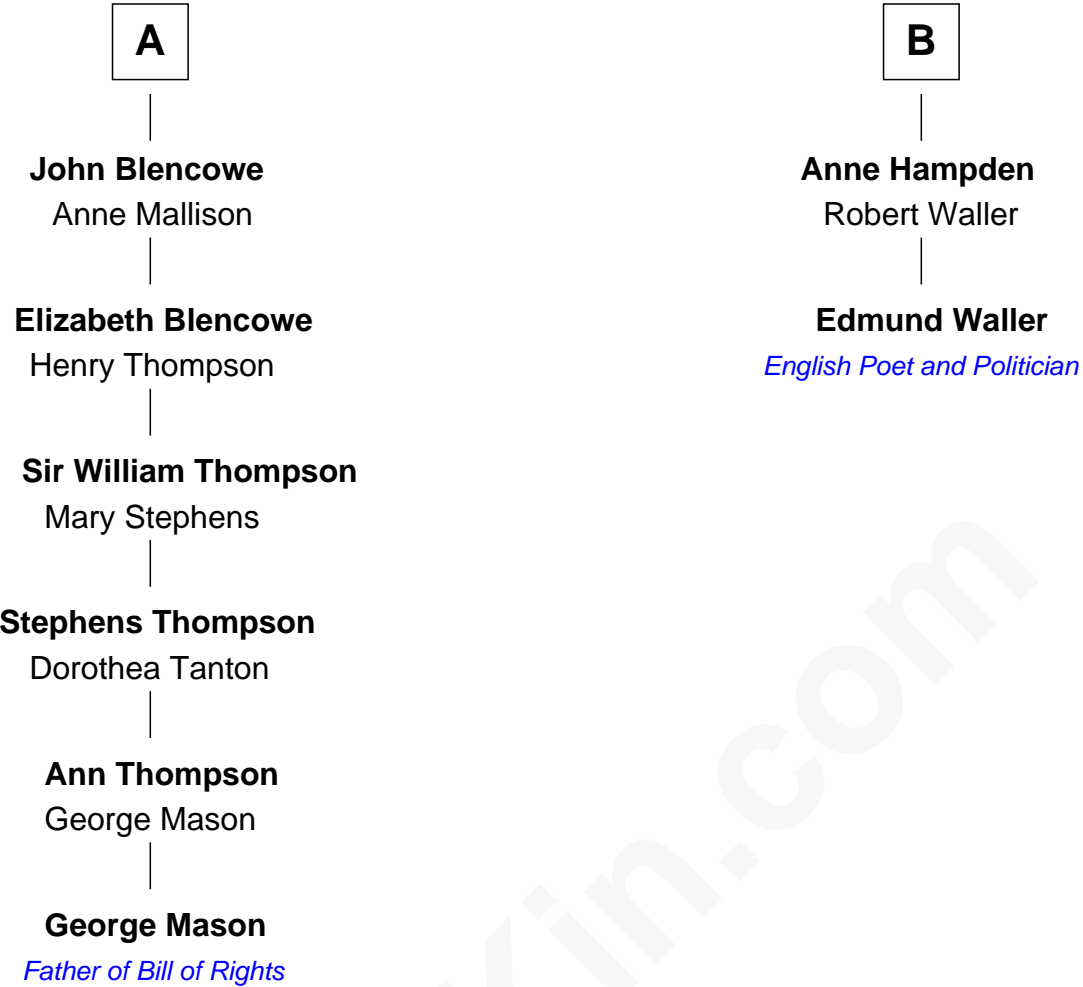 A
John Blencowe
Anne Mallison
Elizabeth Blencowe
Henry Thompson
Sir William Thompson
Mary Stephens
Stephens Thompson
Dorothea Tanton
Ann Thompson
George Mason
George Mason
Father of Bill of Rights
B
Anne Hampden
Robert Waller
Edmund Waller
English Poet and Politician
Kin.com